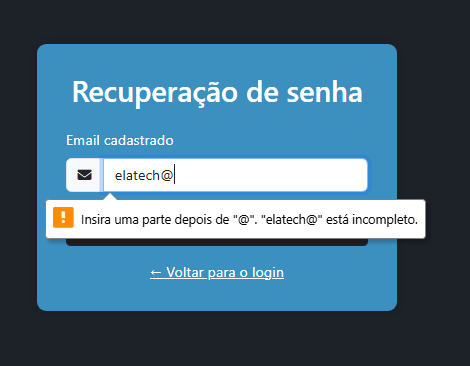 Recuperação de senha
Email cadastrado
elatech@
Insira uma parte depois de "@". "elatech@" está incompleto.
← Voltar para o login